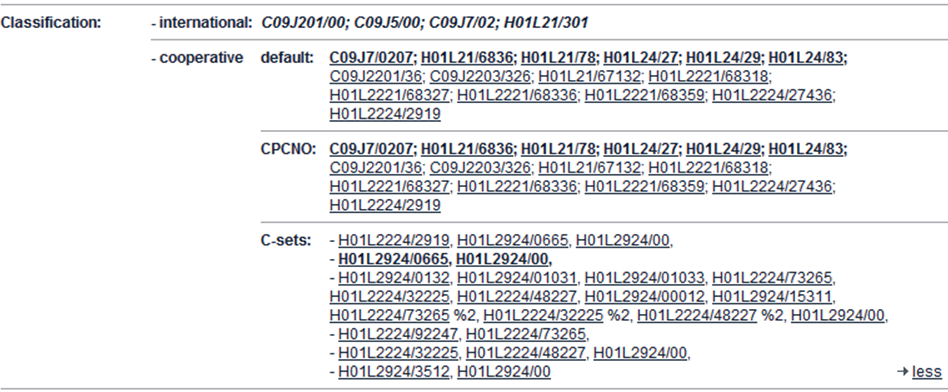 Classification: - international: C09J201/00; C09J5/00; C09J7/02; H01L21/301
- cooperative default: C09J7/0207; H01L21/6836; H01L21/78; H01L24/27; H01L24/29; H01L24/83;
C09J2201/36; C09J2203/326; H01L21/67132; H01L2221/68318;
H01L2221/68327; H01L2221/68336; H01L2221/68359; H01L2224/27436;
H01L2224/2919
CPCNO: C09J7/0207; H01L21/6836; H01L21/78; H01L24/27; H01L24/29; H01L24/83;
C09J2201/36; C09J2203/326; H01L21/67132; H01L2221/68318;
H01L2221/68327; H01L2221/68336; H01L2221/68359; H01L2224/27436;
H01L2224/2919
C-sets: - H01L2224/2919, H01L2924/0665, H01L2924/00,
- H01L2924/0665, H01L2924/00,
- H01L2924/0132, H01L2924/01031, H01L2924/01033, H01L2224/73265,
H01L2224/32225, H01L2224/48227, H01L2924/00012, H01L2924/15311,
H01L2224/73265 %2, H01L2224/32225 %2, H01L2224/48227 %2, H01L2924/00,
- H01L2224/92247, H01L2224/73265,
- H01L2224/32225, H01L2224/48227, H01L2924/00,
- H01L2924/3512, H01L2924/00 → less